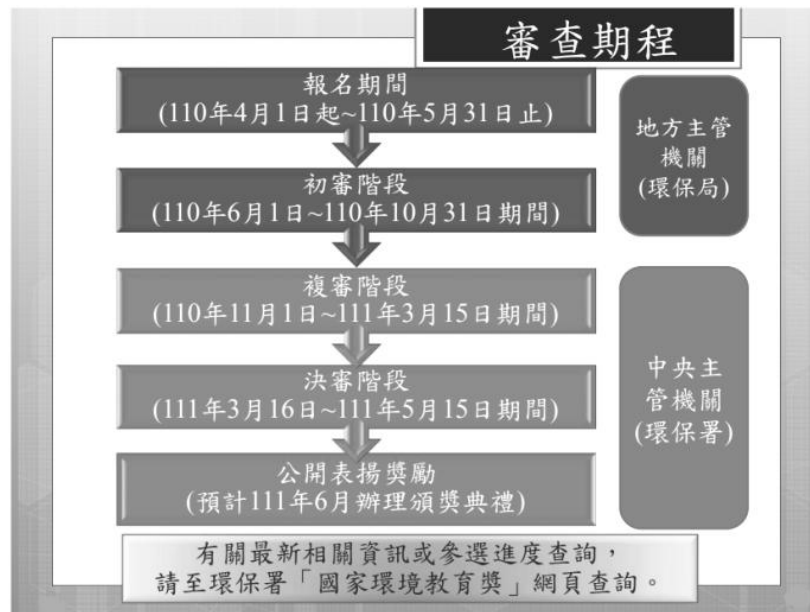 審查期程
報名期間
(110年4月1日起~110年5月31日止)
地方主管
機關
(環保局)
初審階段
(110年6月1日~110年10月31日期間)
複審階段
(110年11月1日~111年3月15日期間)
決審階段
(111年3月16日~111年5月15日期間)
公開表揚獎勵
(預計111年6月辦理頒獎典禮)
中央主
管機關
(環保署)
有關最新相關資訊或參選進度查詢，
請至環保署「國家環境教育獎」網頁查詢。